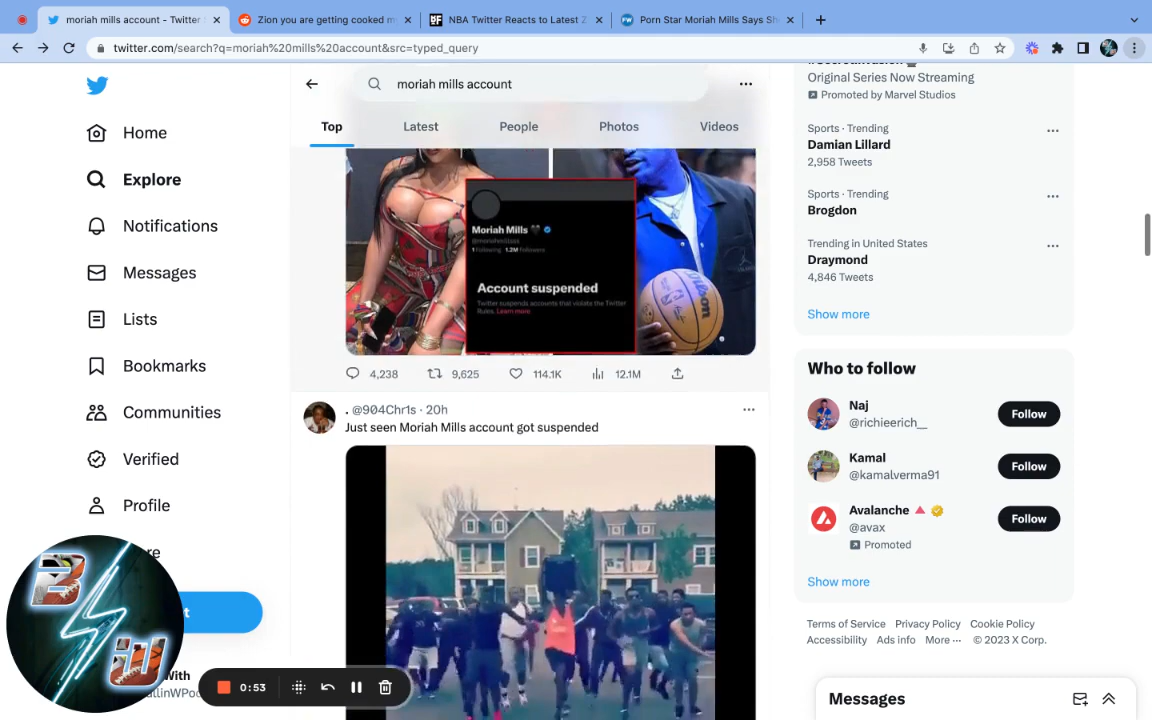 moriah mills account - Twitter
Zion you are getting cooked m
NBA Twitter Reacts to Latest Z
Porn Star Moriah Mills Says Sh
twitter.com/search?q=moriah%20mills%20account&src=typed_query
moriah mills account
Top
Latest
People
Photos
Videos
Home
Explore
Notifications
Messages
Lists
Bookmarks
Communities
Verified
Profile
Moriah Mills
1 Following 1.2M Followers
Account suspended
Twitter suspends accounts that violate the Twitter
Rules. Learn more
Wilson
4,238
9,625
114.1K
12.1M
. @904Chr1s · 20h
Just seen Moriah Mills account got suspended
Original Series Now Streaming
Promoted by Marvel Studios
Sports · Trending
Damian Lillard
2,958 Tweets
Sports · Trending
Brogdon
Trending in United States
Draymond
4,846 Tweets
Show more
Who to follow
Naj
@richieerich__
Follow
Kamal
@kamalverma91
Follow
Avalanche
@avax
Follow
Promoted
Show more
Terms of Service Privacy Policy Cookie Policy
Accessibility Ads info More ··· © 2023 X Corp.
Messages
0:53
With